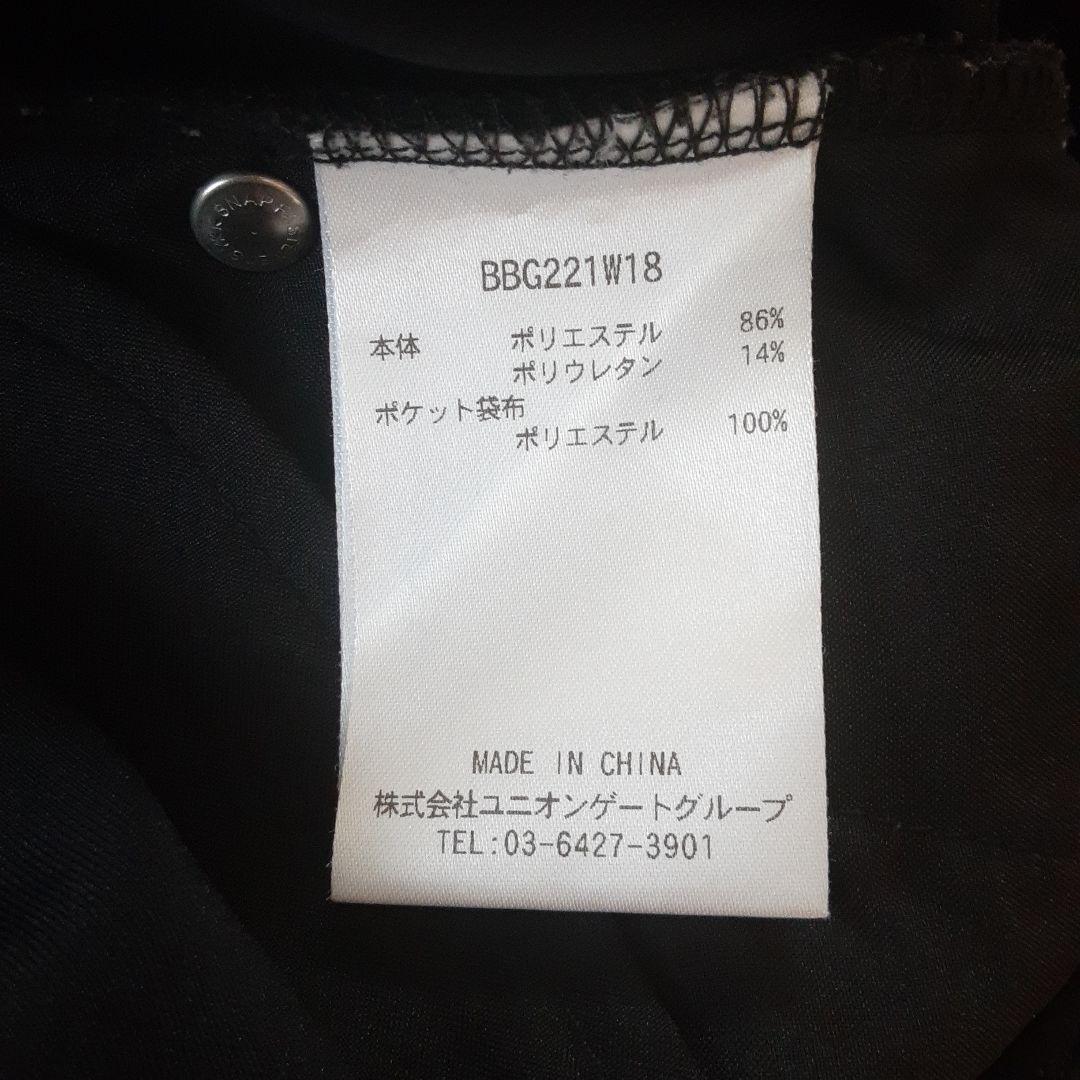 BBG221W18
本体 ポリエステル 86%
ポリウレタン 14%
ポケット袋布
ポリエステル 100%
MADE IN CHINA
株式会社ユニオンゲートグループ
TEL:03-6427-3901